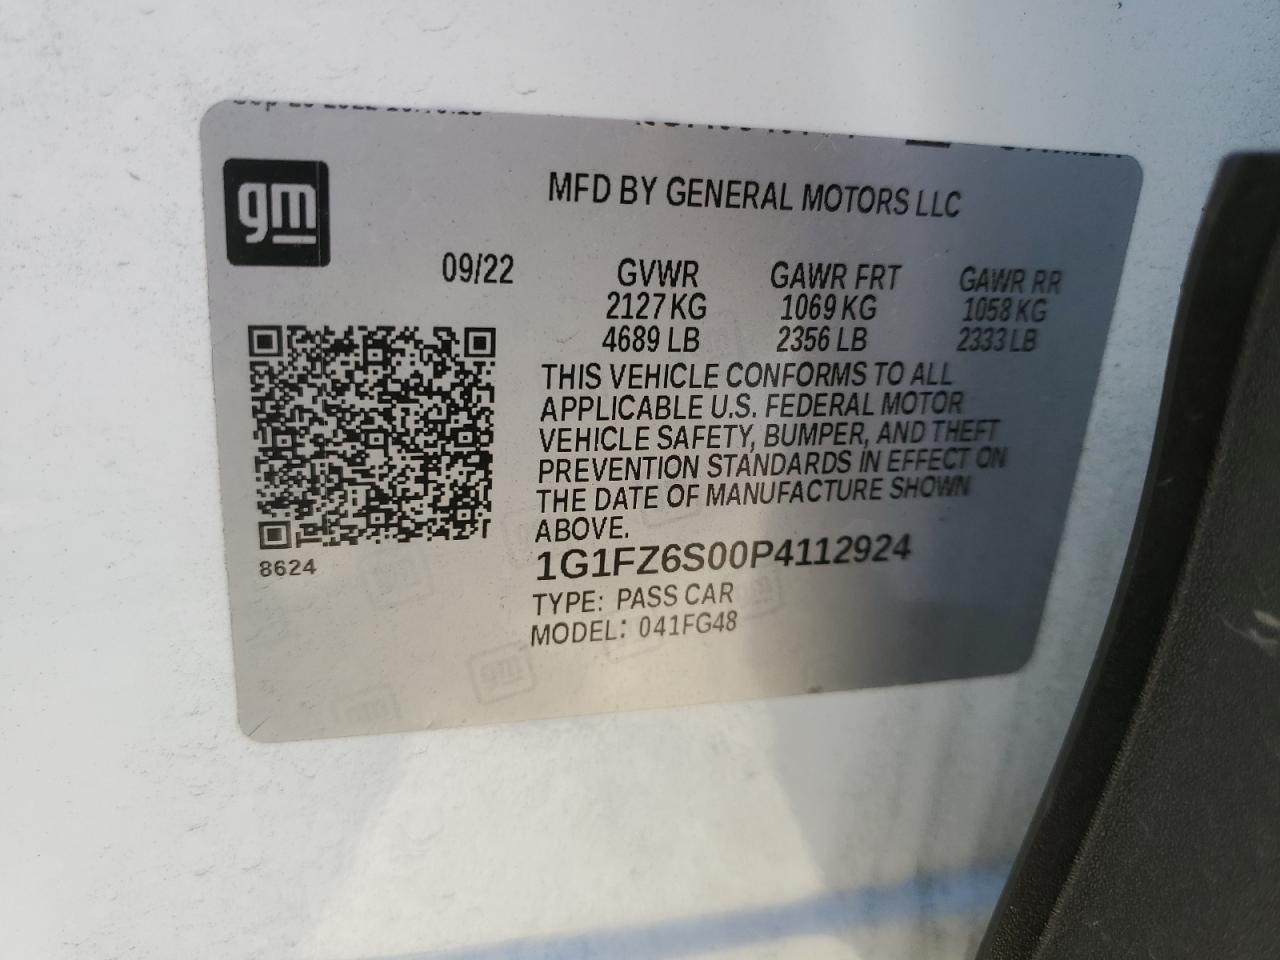 gm
MFD BY GENERAL MOTORS LLC
09/22
GVWR GAWR FRT GAWR RR
2127 KG 1069 KG 1058 KG
4689 LB 2356 LB 2333 LB
THIS VEHICLE CONFORMS TO ALL
APPLICABLE U.S. FEDERAL MOTOR
VEHICLE SAFETY, BUMPER, AND THEFT
PREVENTION STANDARDS IN EFFECT ON
THE DATE OF MANUFACTURE SHOWN
ABOVE.
8624
1G1FZ6S00P4112924
TYPE: PASS CAR
MODEL: 041FG48
gm